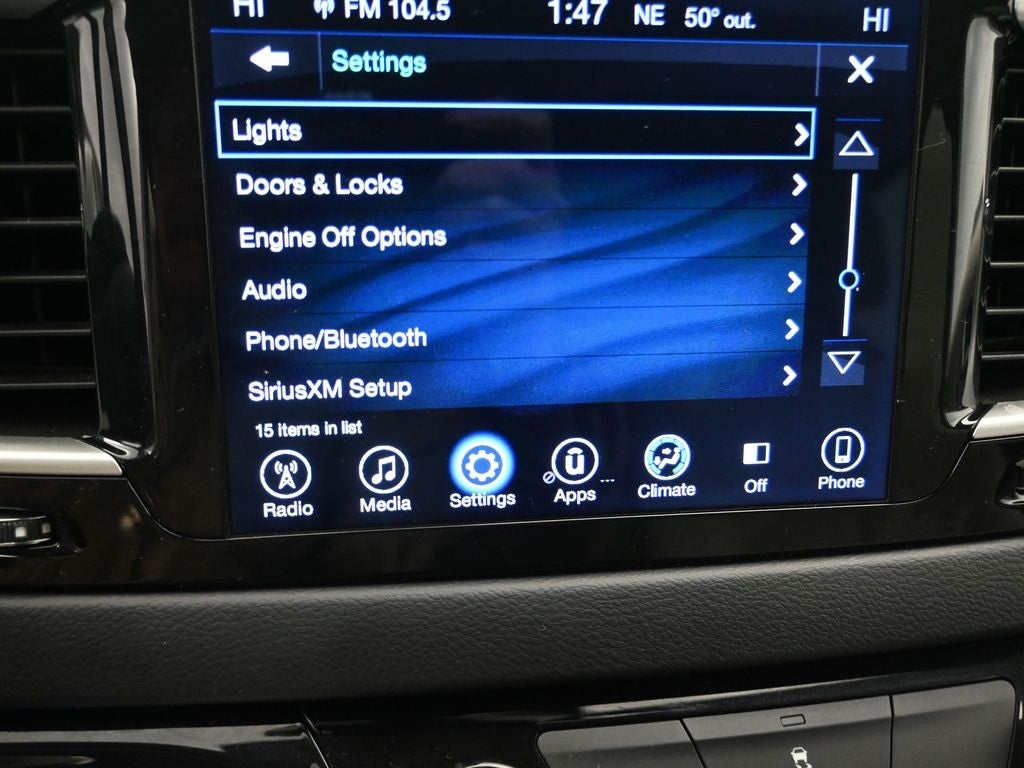 HI FM 104.5 1:47 NE 50° out. HI
Settings X
Lights
Doors & Locks
Engine Off Options
Audio
Phone/Bluetooth
SiriusXM Setup
15 items in list
Radio Media Settings Apps Climate Off Phone